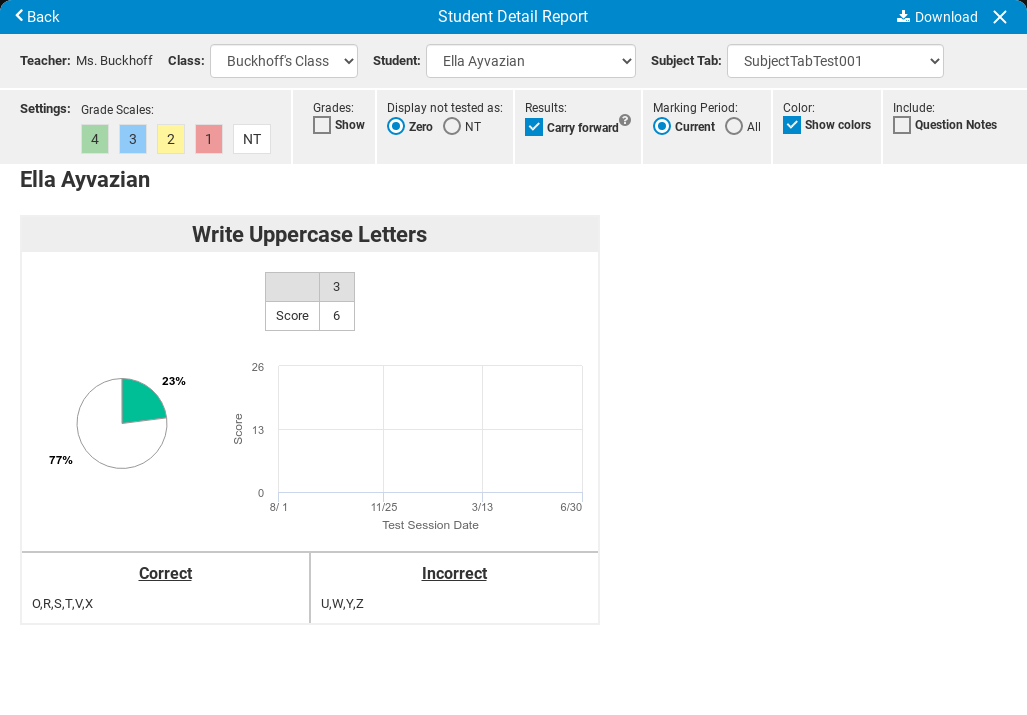 Back
Student Detail Report
Download
Teacher: Ms. Buckhoff
Class: Buckhoff's Class
Student: Ella Ayvazian
Subject Tab: SubjectTabTest001
Settings: Grade Scales:
4 3 2 1 NT
Grades:
Show
Display not tested as:
Zero NT
Results:
Carry forward ?
Marking Period:
Current All
Color:
Show colors
Include:
Question Notes
Ella Ayvazian
Write Uppercase Letters
3
Score 6
23%
77%
26
13
0
Score
8/ 1 11/25 3/13 6/30
Test Session Date
Correct
O,R,S,T,V,X
Incorrect
U,W,Y,Z